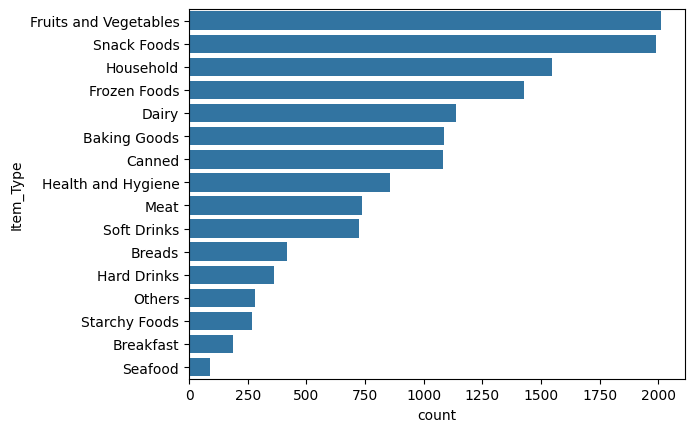 Fruits and Vegetables
Snack Foods
Household
Frozen Foods
Dairy
Baking Goods
Canned
Health and Hygiene
Meat
Soft Drinks
Breads
Hard Drinks
Others
Starchy Foods
Breakfast
Seafood
Item_Type
0 250 500 750 1000 1250 1500 1750 2000
count